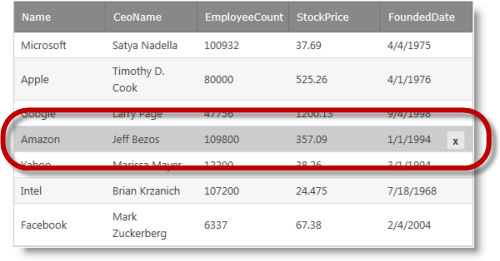 Name CeoName EmployeeCount StockPrice FoundedDate
Microsoft Satya Nadella 100932 37.69 4/4/1975
Apple Timothy D. Cook 80000 525.26 4/1/1976
Google Larry Page 47756 1200.13 9/4/1998
Amazon Jeff Bezos 109800 357.09 1/1/1994 x
Yahoo Marissa Mayer 12200 38.26 3/1/1994
Intel Brian Krzanich 107200 24.475 7/18/1968
Facebook Mark Zuckerberg 6337 67.38 2/4/2004